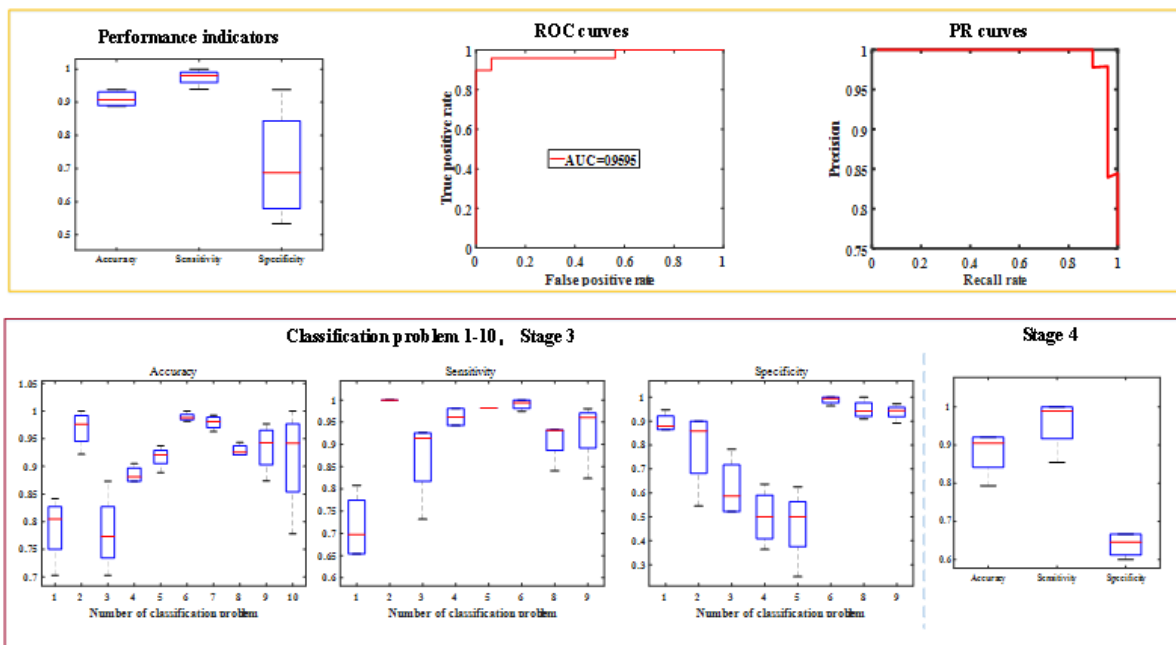 Performance indicators
ROC curves
PR curves
1
0.9
0.8
0.7
0.6
0.5
Accuracy
Sensitivity
Specificity
True positive rate
1
0.8
0.6
0.4
0.2
0
AUC=09595
0
0.2
0.4
0.6
0.8
1
False positive rate
Precision
1
0.95
0.9
0.85
0.8
0.75
0
0.2
0.4
0.6
0.8
1
Recall rate
Classification problem 1-10, Stage 3
Stage 4
Accuracy
1.05
1
0.95
0.9
0.85
0.8
0.75
0.7
1 2 3 4 5 6 7 8 9 10
Number of classification problem
Sensitivity
1
0.95
0.9
0.85
0.8
0.75
0.7
0.65
0.6
1 2 3 4 5 6 8 9
Number of classification problem
Specificity
1
0.9
0.8
0.7
0.6
0.5
0.4
0.3
1 2 3 4 5 6 8 9
Number of classification problem
1
0.9
0.8
0.7
0.6
Accuracy
Sensitivity
Specificity